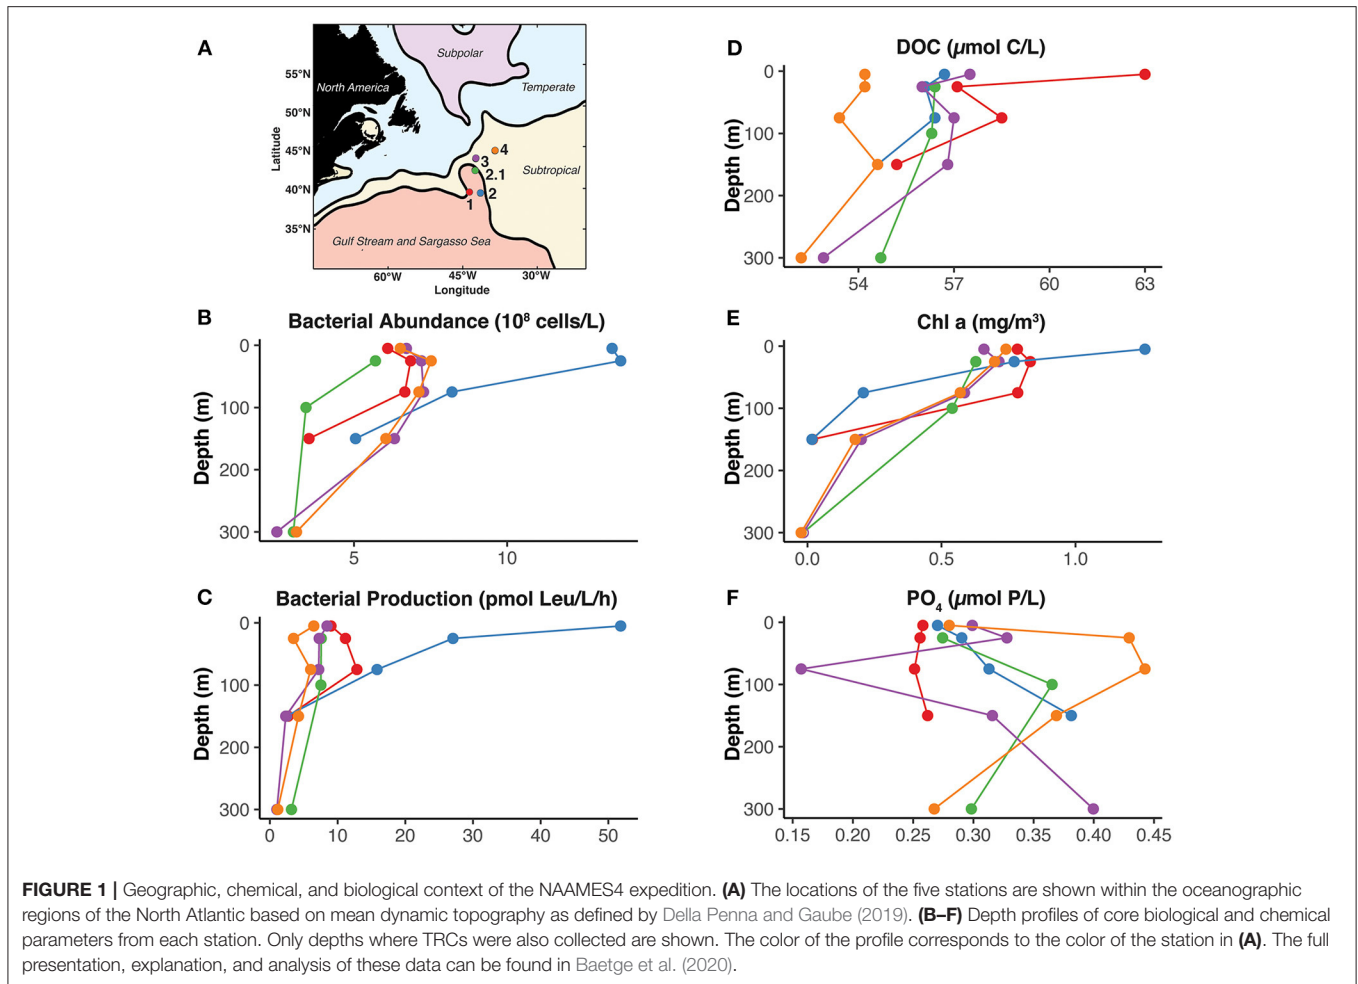 A
Subpolar
55°N
North America
Temperate
50°N
Latitude
45°N
4
3
2.1
Subtropical
40°N
1
2
35°N
Gulf Stream and Sargasso Sea
60°W
45°W
30°W
Longitude
D
DOC (µmol C/L)
0
100
200
300
Depth (m)
54
57
60
63
B
Bacterial Abundance (10⁸ cells/L)
0
100
200
300
Depth (m)
5
10
E
Chl a (mg/m³)
0
100
200
300
Depth (m)
0.0
0.5
1.0
C
Bacterial Production (pmol Leu/L/h)
0
100
200
300
Depth (m)
0
10
20
30
40
50
F
PO₄ (µmol P/L)
0
100
200
300
Depth (m)
0.15
0.20
0.25
0.30
0.35
0.40
0.45
FIGURE 1 | Geographic, chemical, and biological context of the NAAMES4 expedition. (A) The locations of the five stations are shown within the oceanographic
regions of the North Atlantic based on mean dynamic topography as defined by Della Penna and Gaube (2019). (B–F) Depth profiles of core biological and chemical
parameters from each station. Only depths where TRCs were also collected are shown. The color of the profile corresponds to the color of the station in (A). The full
presentation, explanation, and analysis of these data can be found in Baetge et al. (2020).